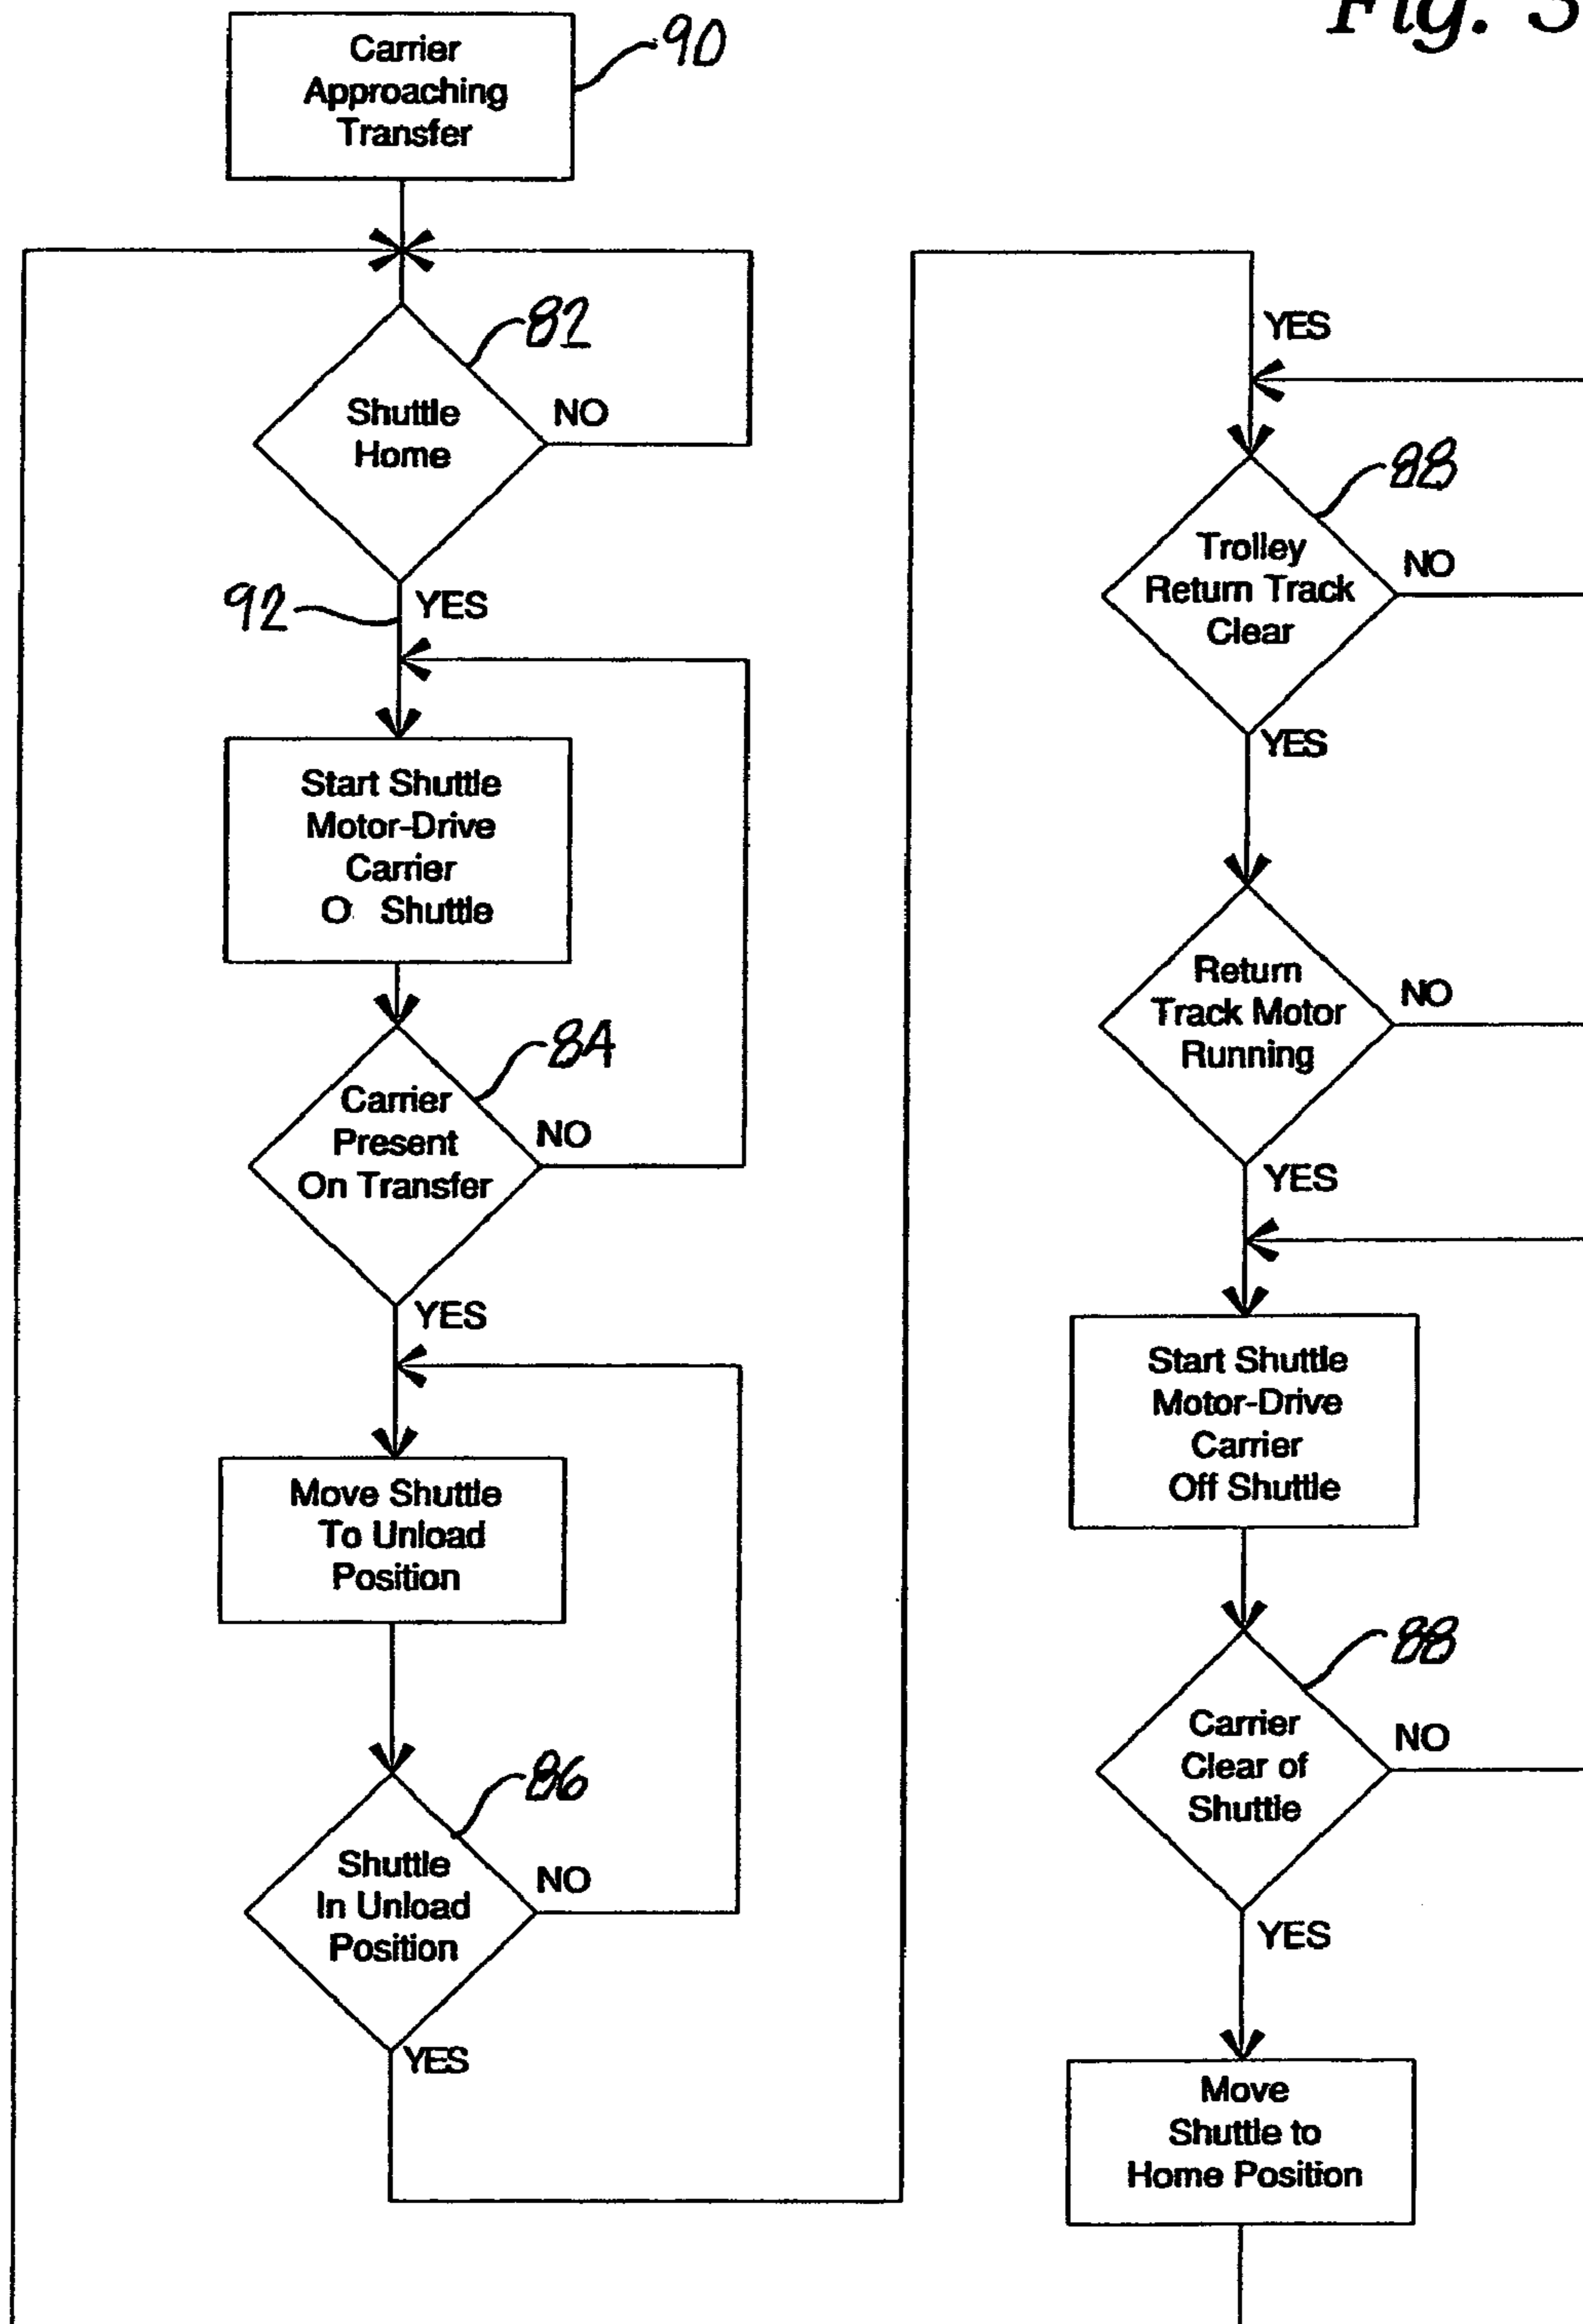 Fig. 3
Carrier
Approaching
Transfer
90
82
Shuttle
Home
NO
92
YES
Start Shuttle
Motor-Drive
Carrier
O Shuttle
84
Carrier
Present
On Transfer
NO
YES
Move Shuttle
To Unload
Position
86
Shuttle
In Unload
Position
NO
YES
YES
88
Trolley
Return Track
Clear
NO
YES
Return
Track Motor
Running
NO
YES
Start Shuttle
Motor-Drive
Carrier
Off Shuttle
88
Carrier
Clear of
Shuttle
NO
YES
Move
Shuttle to
Home Position